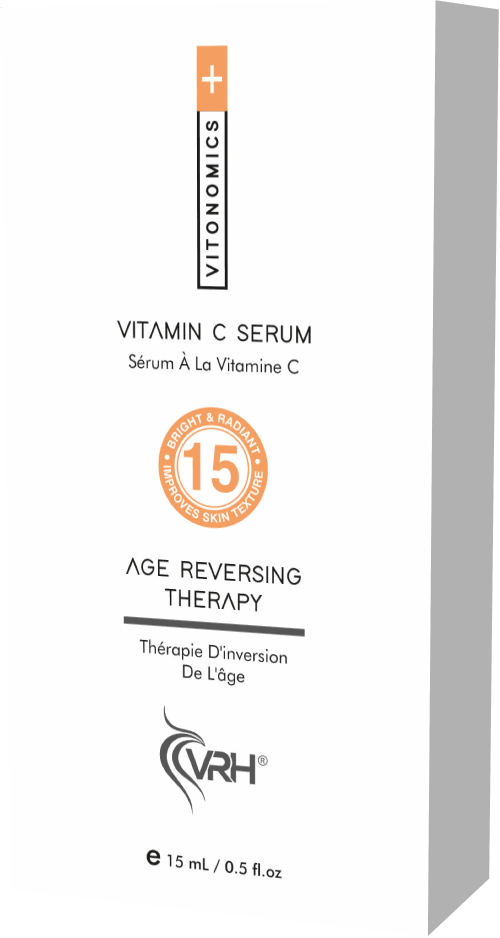 +
VITONOMICS
VITAMIN C SERUM
Sérum À La Vitamine C
• BRIGHT & RADIANT •
15
IMPROVES SKIN TEXTURE
AGE REVERSING
THERAPY
Thérapie D'inversion
De L'âge
VRH®
e 15 mL / 0.5 fl.oz